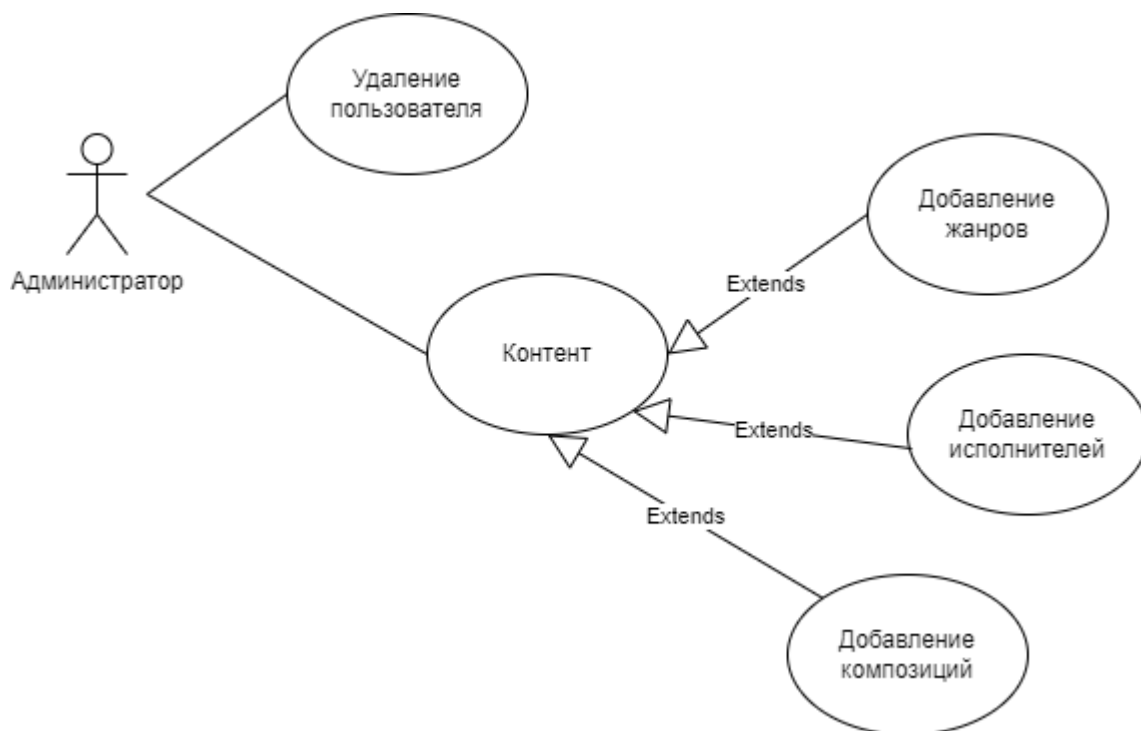 Удаление
пользователя
Администратор
Добавление
жанров
Extends
Контент
Extends
Добавление
исполнителей
Extends
Добавление
композиций